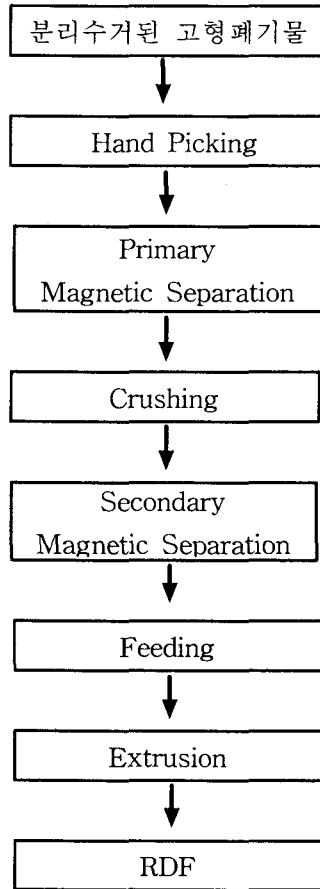 분리수거된 고형폐기물
Hand Picking
Primary
Magnetic Separation
Crushing
Secondary
Magnetic Separation
Feeding
Extrusion
RDF